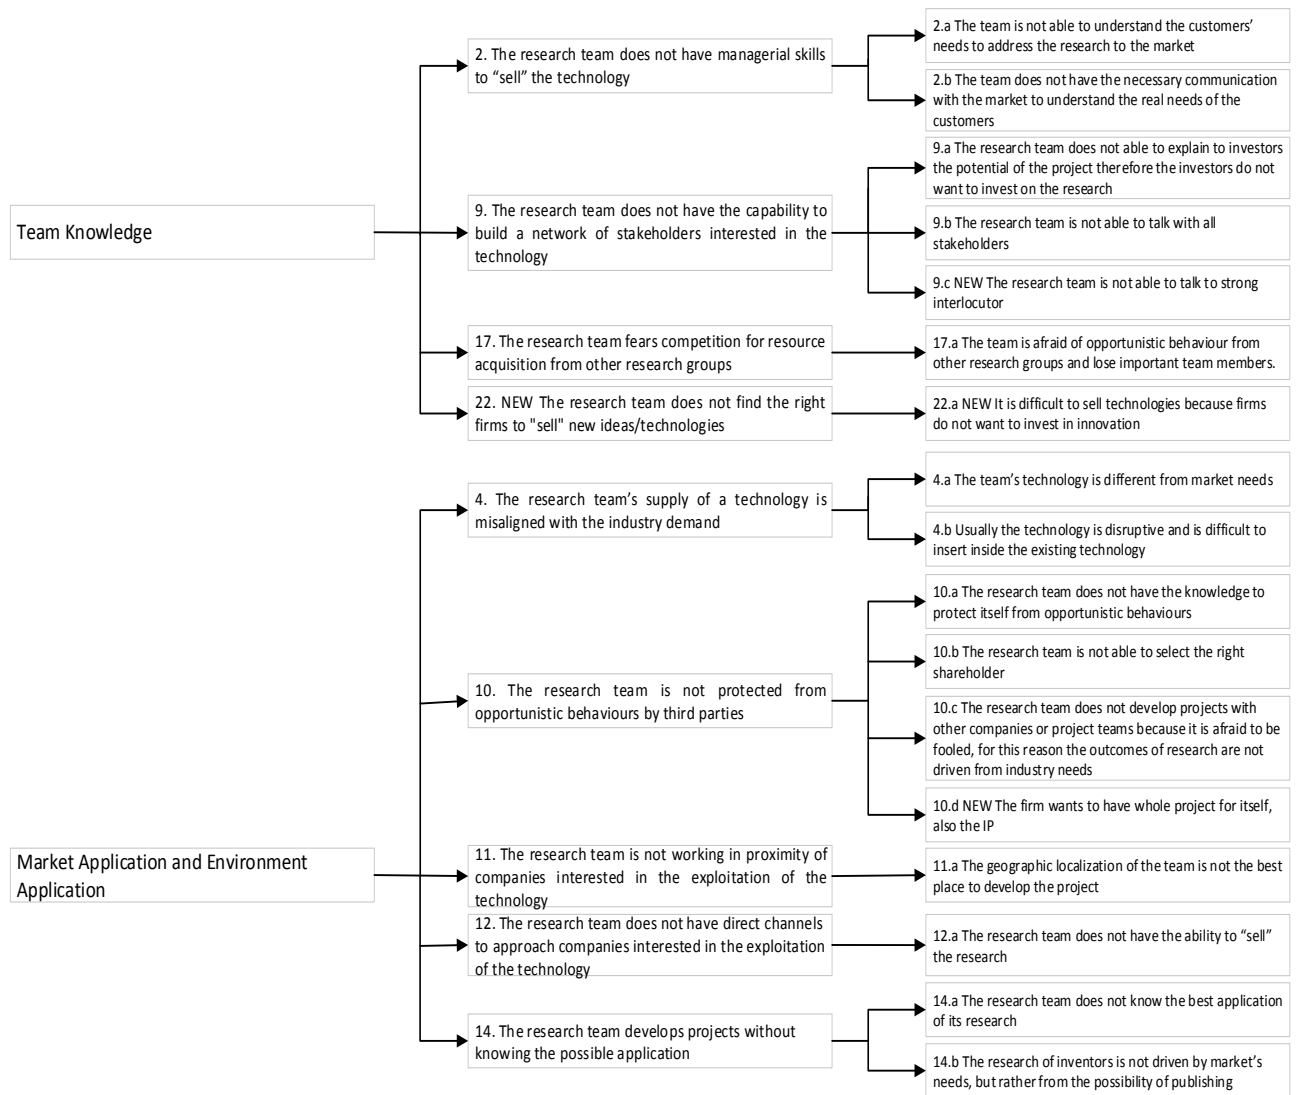 Team Knowledge
2. The research team does not have managerial skills
to “sell” the technology
2.a The team is not able to understand the customers’
needs to address the research to the market
2.b The team does not have the necessary communication
with the market to understand the real needs of the
customers
9. The research team does not have the capability to
build a network of stakeholders interested in the
technology
9.a The research team does not able to explain to investors
the potential of the project therefore the investors do not
want to invest on the research
9.b The research team is not able to talk with all
stakeholders
9.c NEW The research team is not able to talk to strong
interlocutor
17. The research team fears competition for resource
acquisition from other research groups
17.a The team is afraid of opportunistic behaviour from
other research groups and lose important team members.
22. NEW The research team does not find the right
firms to "sell" new ideas/technologies
22.a NEW It is difficult to sell technologies because firms
do not want to invest in innovation
Market Application and Environment
Application
4. The research team’s supply of a technology is
misaligned with the industry demand
4.a The team’s technology is different from market needs
4.b Usually the technology is disruptive and is difficult to
insert inside the existing technology
10. The research team is not protected from
opportunistic behaviours by third parties
10.a The research team does not have the knowledge to
protect itself from opportunistic behaviours
10.b The research team is not able to select the right
shareholder
10.c The research team does not develop projects with
other companies or project teams because it is afraid to be
fooled, for this reason the outcomes of research are not
driven from industry needs
10.d NEW The firm wants to have whole project for itself,
also the IP
11. The research team is not working in proximity of
companies interested in the exploitation of the
technology
11.a The geographic localization of the team is not the best
place to develop the project
12. The research team does not have direct channels
to approach companies interested in the exploitation
of the technology
12.a The research team does not have the ability to “sell”
the research
14. The research team develops projects without
knowing the possible application
14.a The research team does not know the best application
of its research
14.b The research of inventors is not driven by market’s
needs, but rather from the possibility of publishing